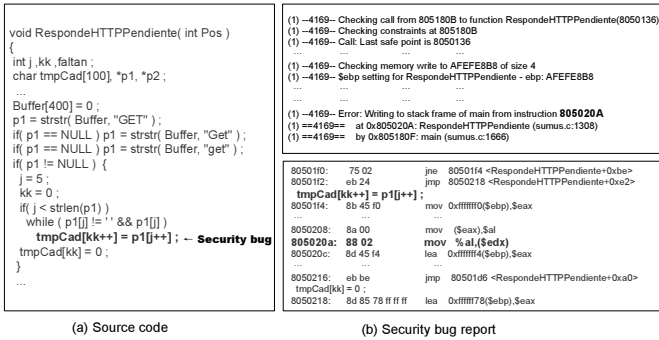 void RespondeHTTPPendiente( int Pos )
{
int j ,kk ,faltan ;
char tmpCad[100], *p1, *p2 ;
...
Buffer[400] = 0 ;
p1 = strstr( Buffer, "GET" ) ;
if( p1 == NULL ) p1 = strstr( Buffer, "Get" ) ;
if( p1 == NULL ) p1 = strstr( Buffer, "get" ) ;
if( p1 != NULL ) {
j = 5 ;
kk = 0 ;
if( j < strlen(p1) )
while ( p1[j] != ' ' && p1[j] )
tmpCad[kk++] = p1[j++] ; ← Security bug
tmpCad[kk] = 0 ;
}
...
(a) Source code
(1) --4169-- Checking call from 805180B to function RespondeHTTPPendiente(8050136)
(1) --4169-- Checking constraints at 805180B
(1) --4169-- Call: Last safe point is 8050136
... ... ...
(1) --4169-- Checking memory write to AFEFE8B8 of size 4
(1) --4169-- $ebp setting for RespondeHTTPPendiente - ebp: AFEFE8B8
... ... ...
... ... ...
(1) --4169-- Error: Writing to stack frame of main from instruction 805020A
(1) ==4169== at 0x805020A: RespondeHTTPPendiente (sumus.c:1308)
(1) ==4169== by 0x805180F: main (sumus.c:1666)
80501f0: 75 02 jne 80501f4 <RespondeHTTPPendiente+0xbe>
80501f2: eb 24 jmp 8050218 <RespondeHTTPPendiente+0xe2>
tmpCad[kk++] = p1[j++] ;
80501f4: 8b 45 f0 mov 0xfffffff0($ebp),$eax
... ... ...
8050208: 8a 00 mov ($eax),$al
805020a: 88 02 mov %al,($edx)
805020c: 8d 45 f4 lea 0xfffffff4($ebp),$eax
... ... ...
8050216: eb be jmp 80501d6 <RespondeHTTPPendiente+0xa0>
tmpCad[kk] = 0 ;
8050218: 8d 85 78 ff ff ff lea 0xffffff78($ebp),$eax
(b) Security bug report